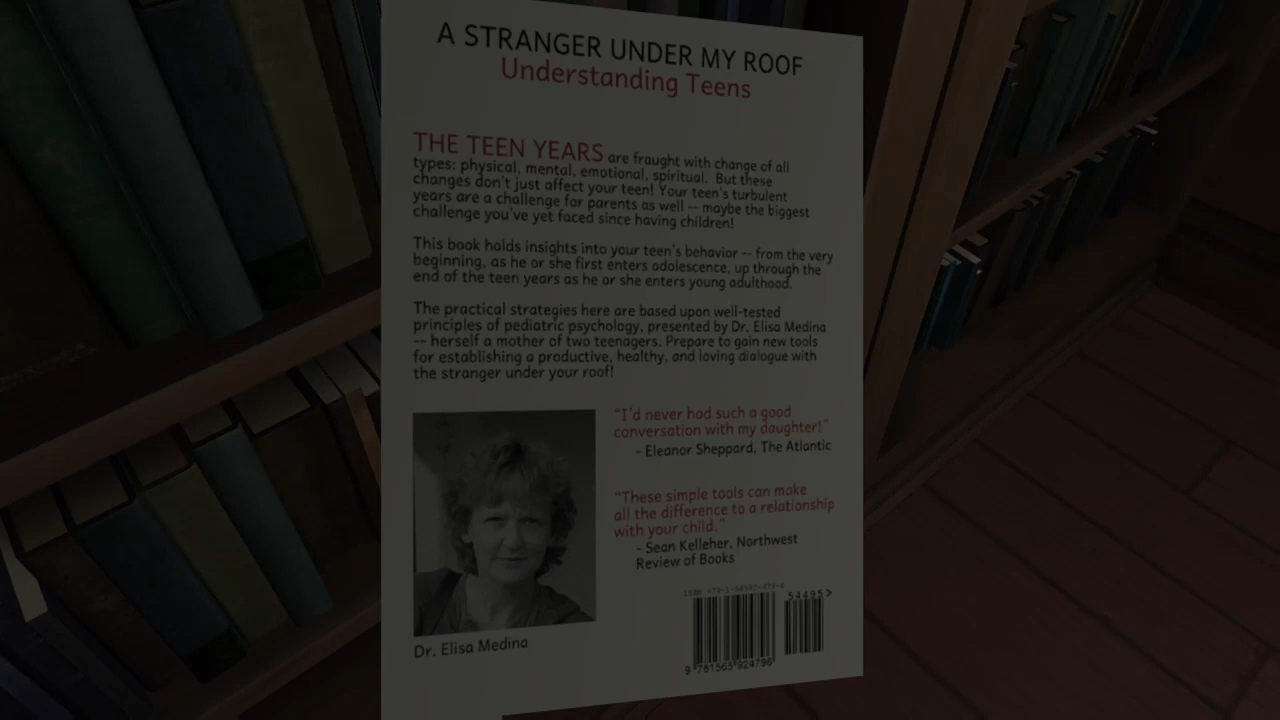 A STRANGER UNDER MY ROOF
Understanding Teens
THE TEEN YEARS are fraught with change of all
types: physical, mental, emotional, spiritual. But these
changes don't just affect your teen! Your teen's turbulent
years are a challenge for parents as well -- maybe the biggest
challenge you've yet faced since having children!
This book holds insights into your teen's behavior -- from the very
beginning, as he or she first enters adolescence, up through the
end of the teen years as he or she enters young adulthood.
The practical strategies here are based upon well-tested
principles of pediatric psychology, presented by Dr. Elisa Medina
-- herself a mother of two teenagers. Prepare to gain new tools
for establishing a productive, healthy, and loving dialogue with
the stranger under your roof!
"I'd never had such a good
conversation with my daughter!"
- Eleanor Sheppard, The Atlantic
"These simple tools can make
all the difference to a relationship
with your child."
- Sean Kelleher, Northwest
Review of Books
Dr. Elisa Medina
54495>
9 781565 924796